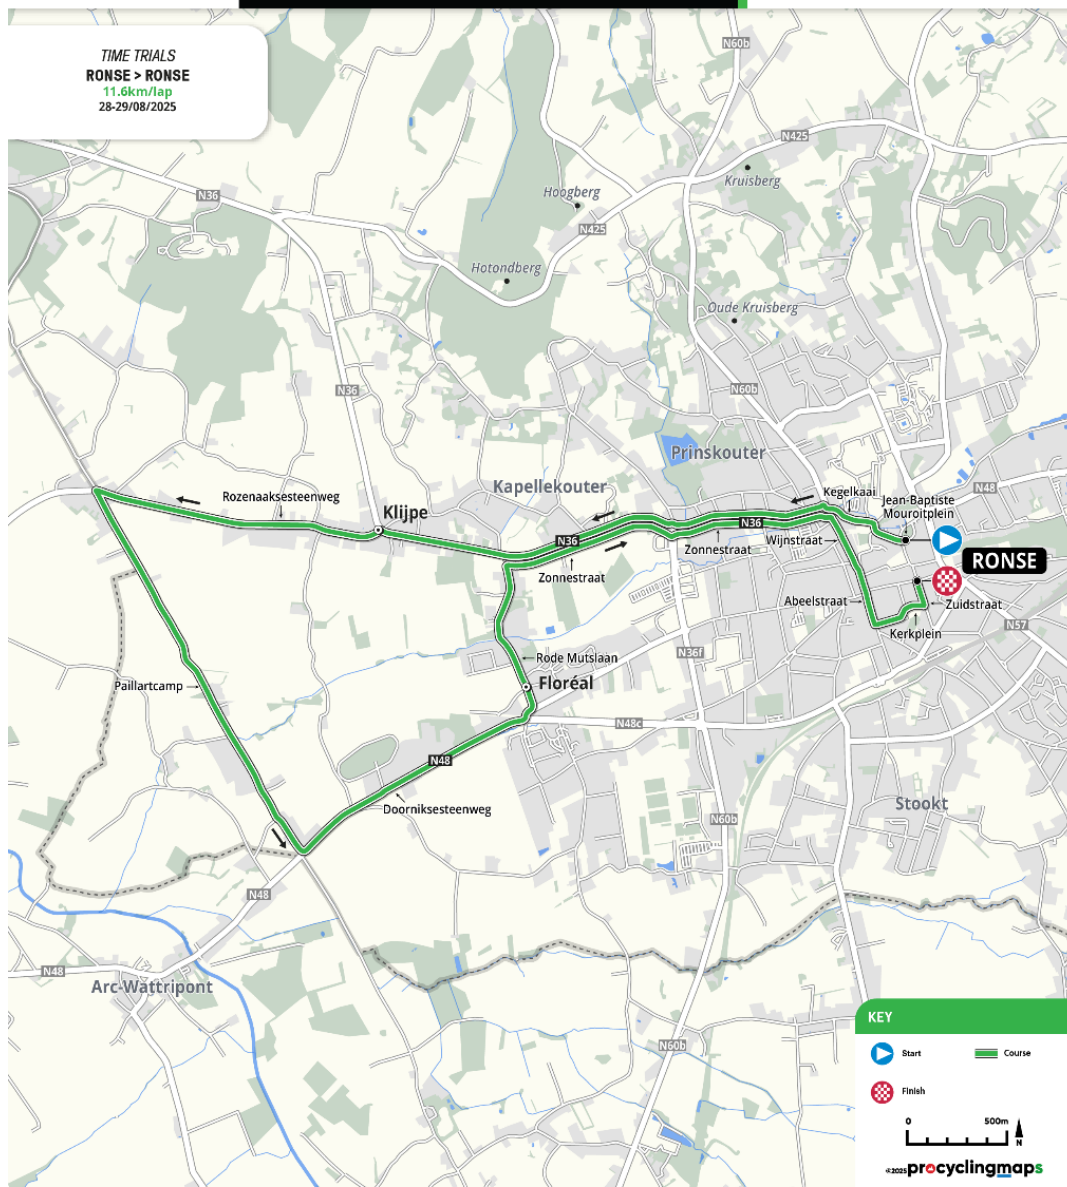 TIME TRIALS
RONSE > RONSE
11.6km/lap
28-29/08/2025
N60b
N425
Kruisberg
N36
Hoogberg
N425
Hotondberg
Oude Kruisberg
N36
N60b
Prinskouter
Kapellekouter
Rozenaaksesteenweg
Klijpe
Kegelkaai
Jean-Baptiste
Mouroitplein
N48
N36
N36
Zonnestraat
Wijnstraat
Zonnestraat
RONSE
Abeelstraat
Zuidstraat
Kerkplein
N57
Rode Mutslaan
N36f
Floréal
Paillartcamp
N48c
N48
Doorniksesteenweg
Stookt
N60b
N48
N48
Arc-Wattripont
N60b
KEY
Start
Course
Finish
0
500m
N
©2025 procyclingmaps